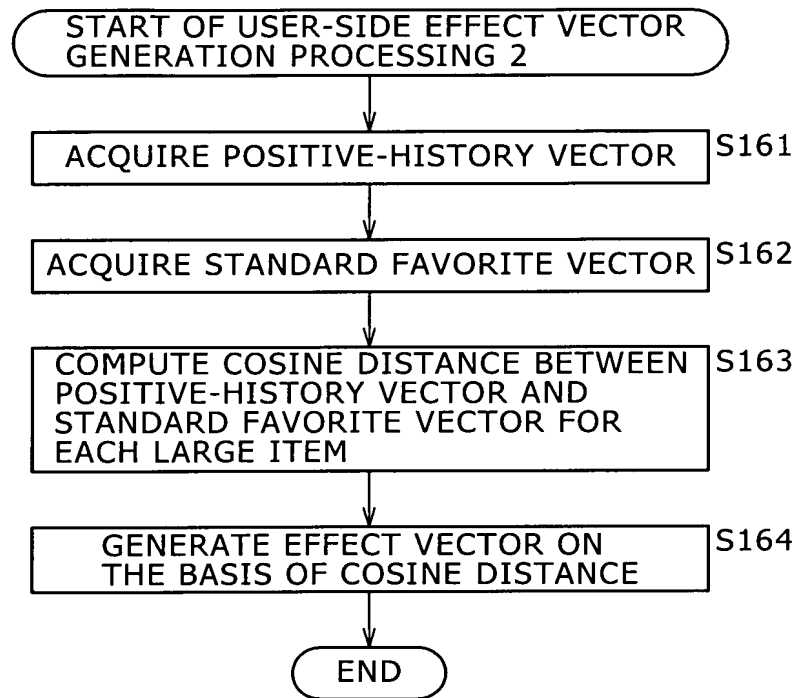 START OF USER-SIDE EFFECT VECTOR
GENERATION PROCESSING 2
ACQUIRE POSITIVE-HISTORY VECTOR
S161
ACQUIRE STANDARD FAVORITE VECTOR
S162
COMPUTE COSINE DISTANCE BETWEEN
POSITIVE-HISTORY VECTOR AND
STANDARD FAVORITE VECTOR FOR
EACH LARGE ITEM
S163
GENERATE EFFECT VECTOR ON
THE BASIS OF COSINE DISTANCE
S164
END